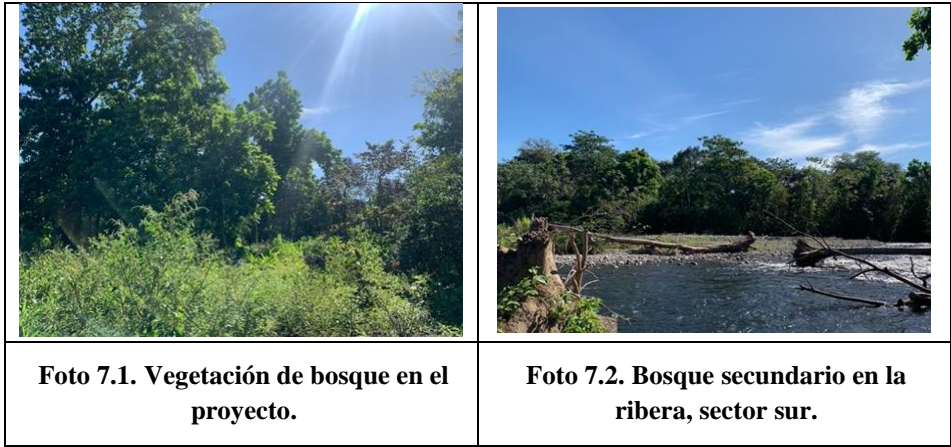 Foto 7.1. Vegetación de bosque en el
proyecto.
Foto 7.2. Bosque secundario en la
ribera, sector sur.